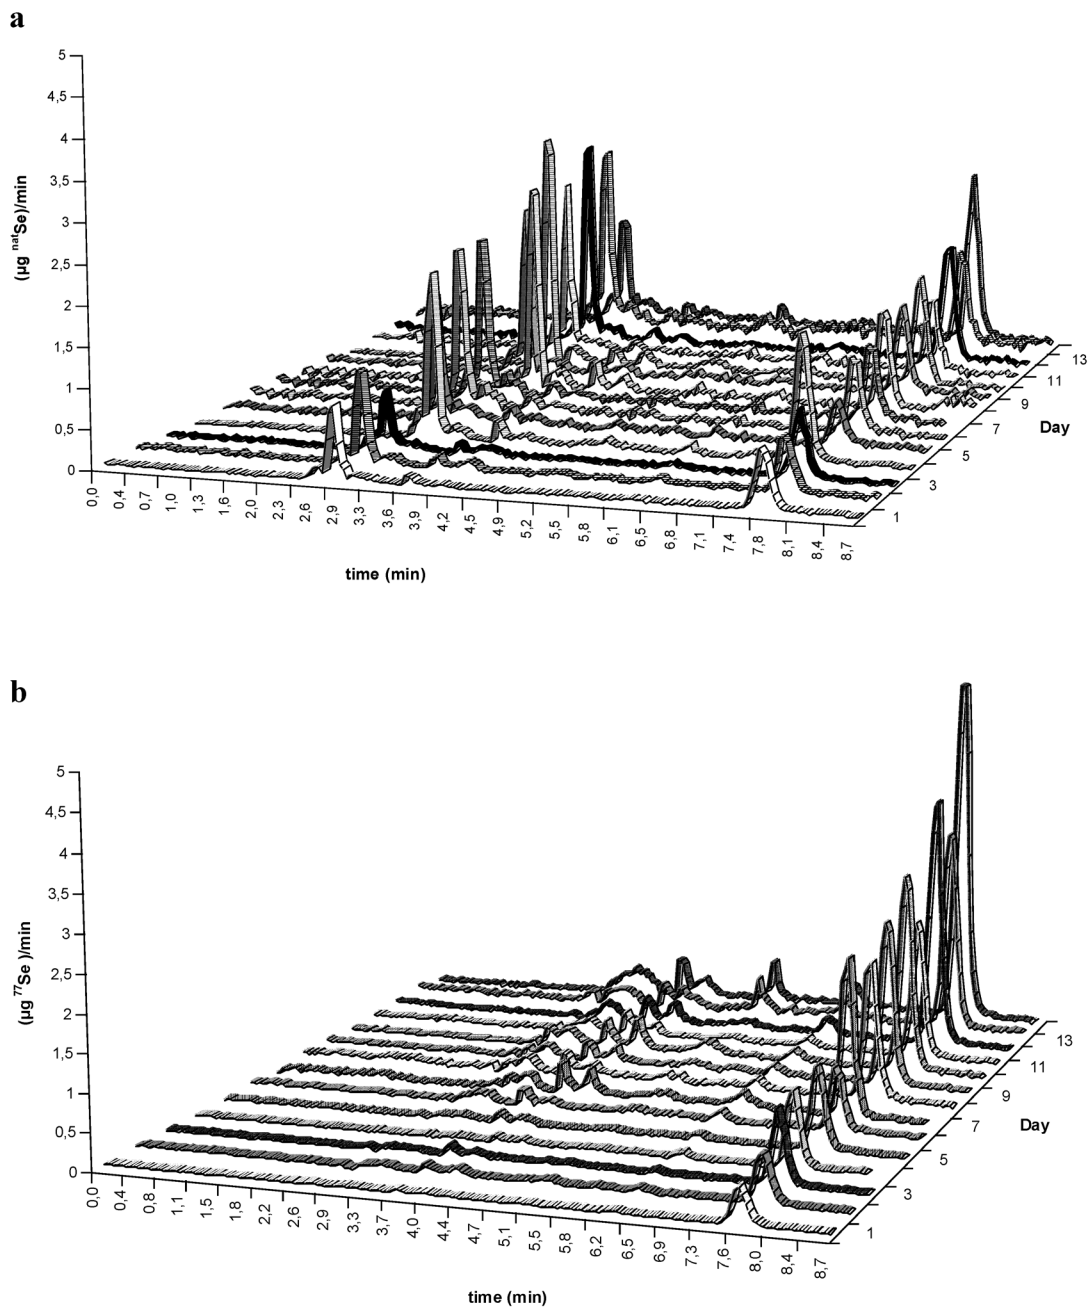 a
5
4,5
4
3,5
3
2,5
2
1,5
1
0,5
0
(µg natSe)/min
0,0 0,4 0,7 1,0 1,3 1,6 2,0 2,3 2,6 2,9 3,3 3,6 3,9 4,2 4,5 4,9 5,2 5,5 5,8 6,1 6,5 6,8 7,1 7,4 7,8 8,1 8,4 8,7
time (min)
1 3 5 7 9 11 13
Day
b
5
4,5
4
3,5
3
2,5
2
1,5
1
0,5
0
(µg 77Se )/min
0,0 0,4 0,8 1,1 1,5 1,8 2,2 2,6 2,9 3,3 3,7 4,0 4,4 4,7 5,1 5,5 5,8 6,2 6,5 6,9 7,3 7,6 8,0 8,4 8,7
time (min)
1 3 5 7 9 11 13
Day